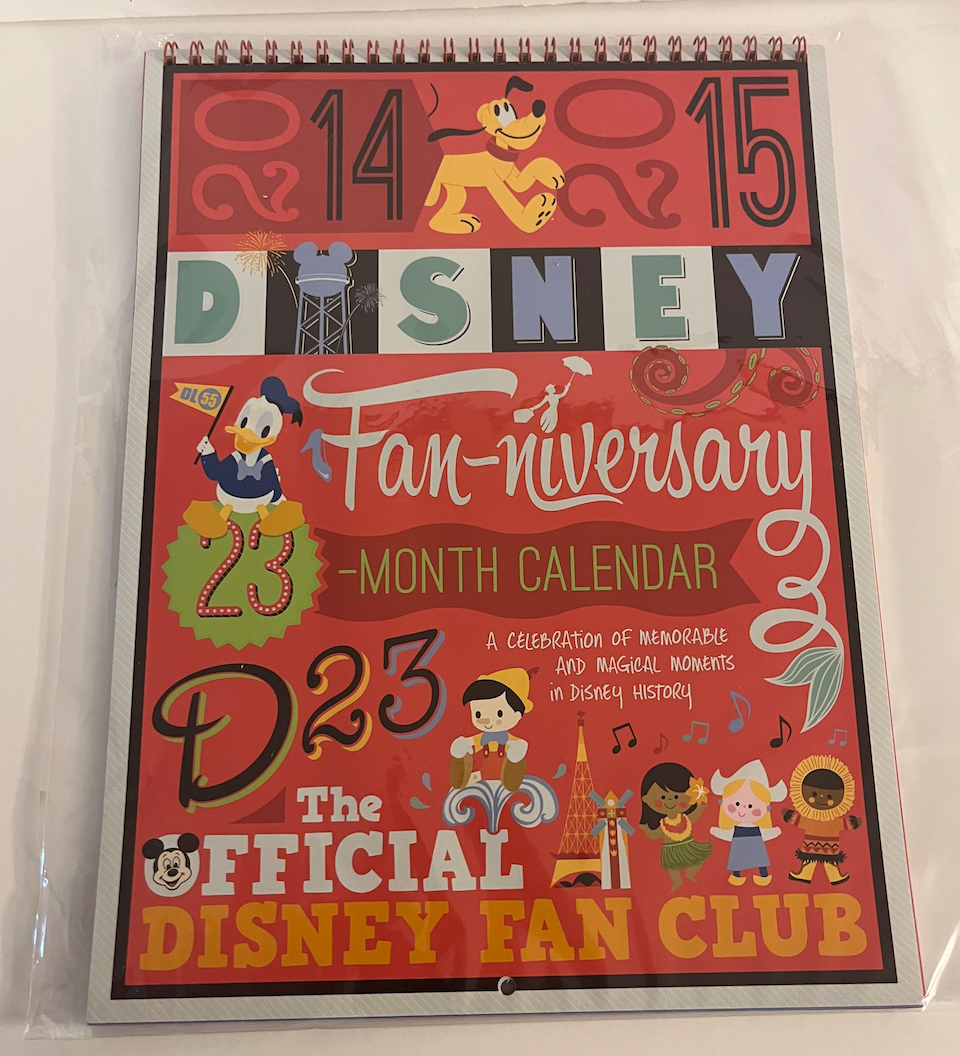 2014 2015
DISNEY
DL 55
Fan-niversary
23-MONTH CALENDAR
A CELEBRATION OF MEMORABLE
AND MAGICAL MOMENTS
in DISNEY HISTORY
D23
The
OFFICIAL
DISNEY FAN CLUB